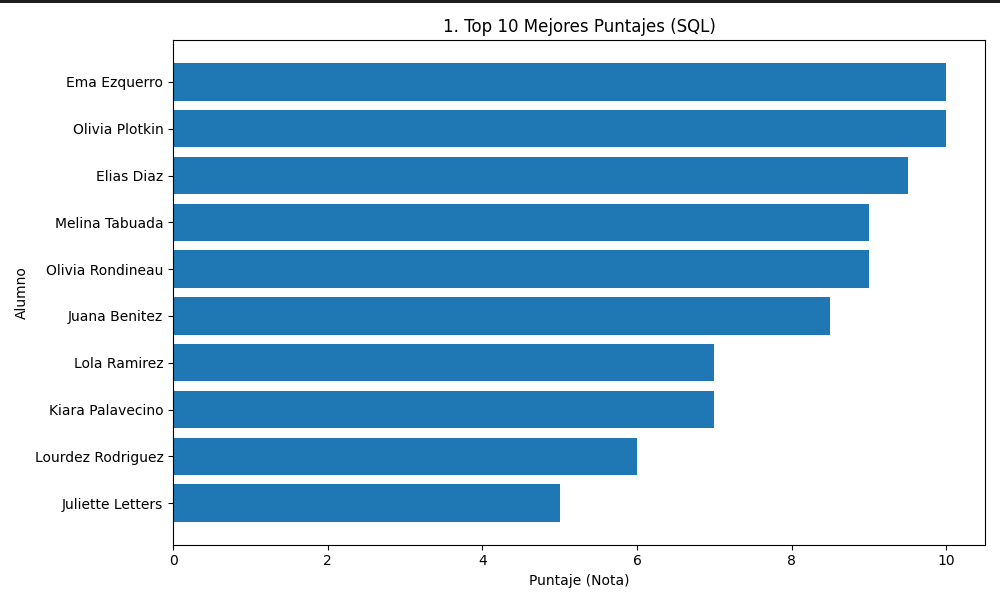 1. Top 10 Mejores Puntajes (SQL)
Alumno
Ema Ezquerro
Olivia Plotkin
Elias Diaz
Melina Tabuada
Olivia Rondineau
Juana Benitez
Lola Ramirez
Kiara Palavecino
Lourdez Rodriguez
Juliette Letters
0 2 4 6 8 10
Puntaje (Nota)